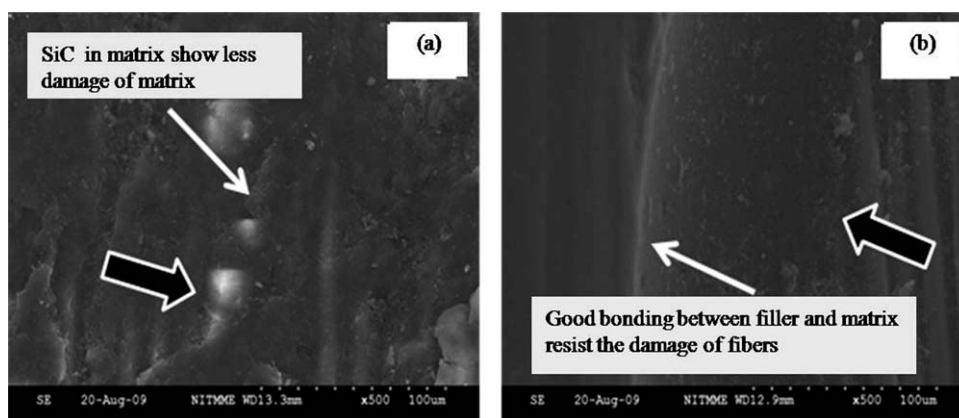 (a)
SiC in matrix show less
damage of matrix
SE 20-Aug-09 NITMME WD13.3mm x500 100um
(b)
Good bonding between filler and matrix
resist the damage of fibers
SE 20-Aug-09 NITMME WD12.9mm x500 100um